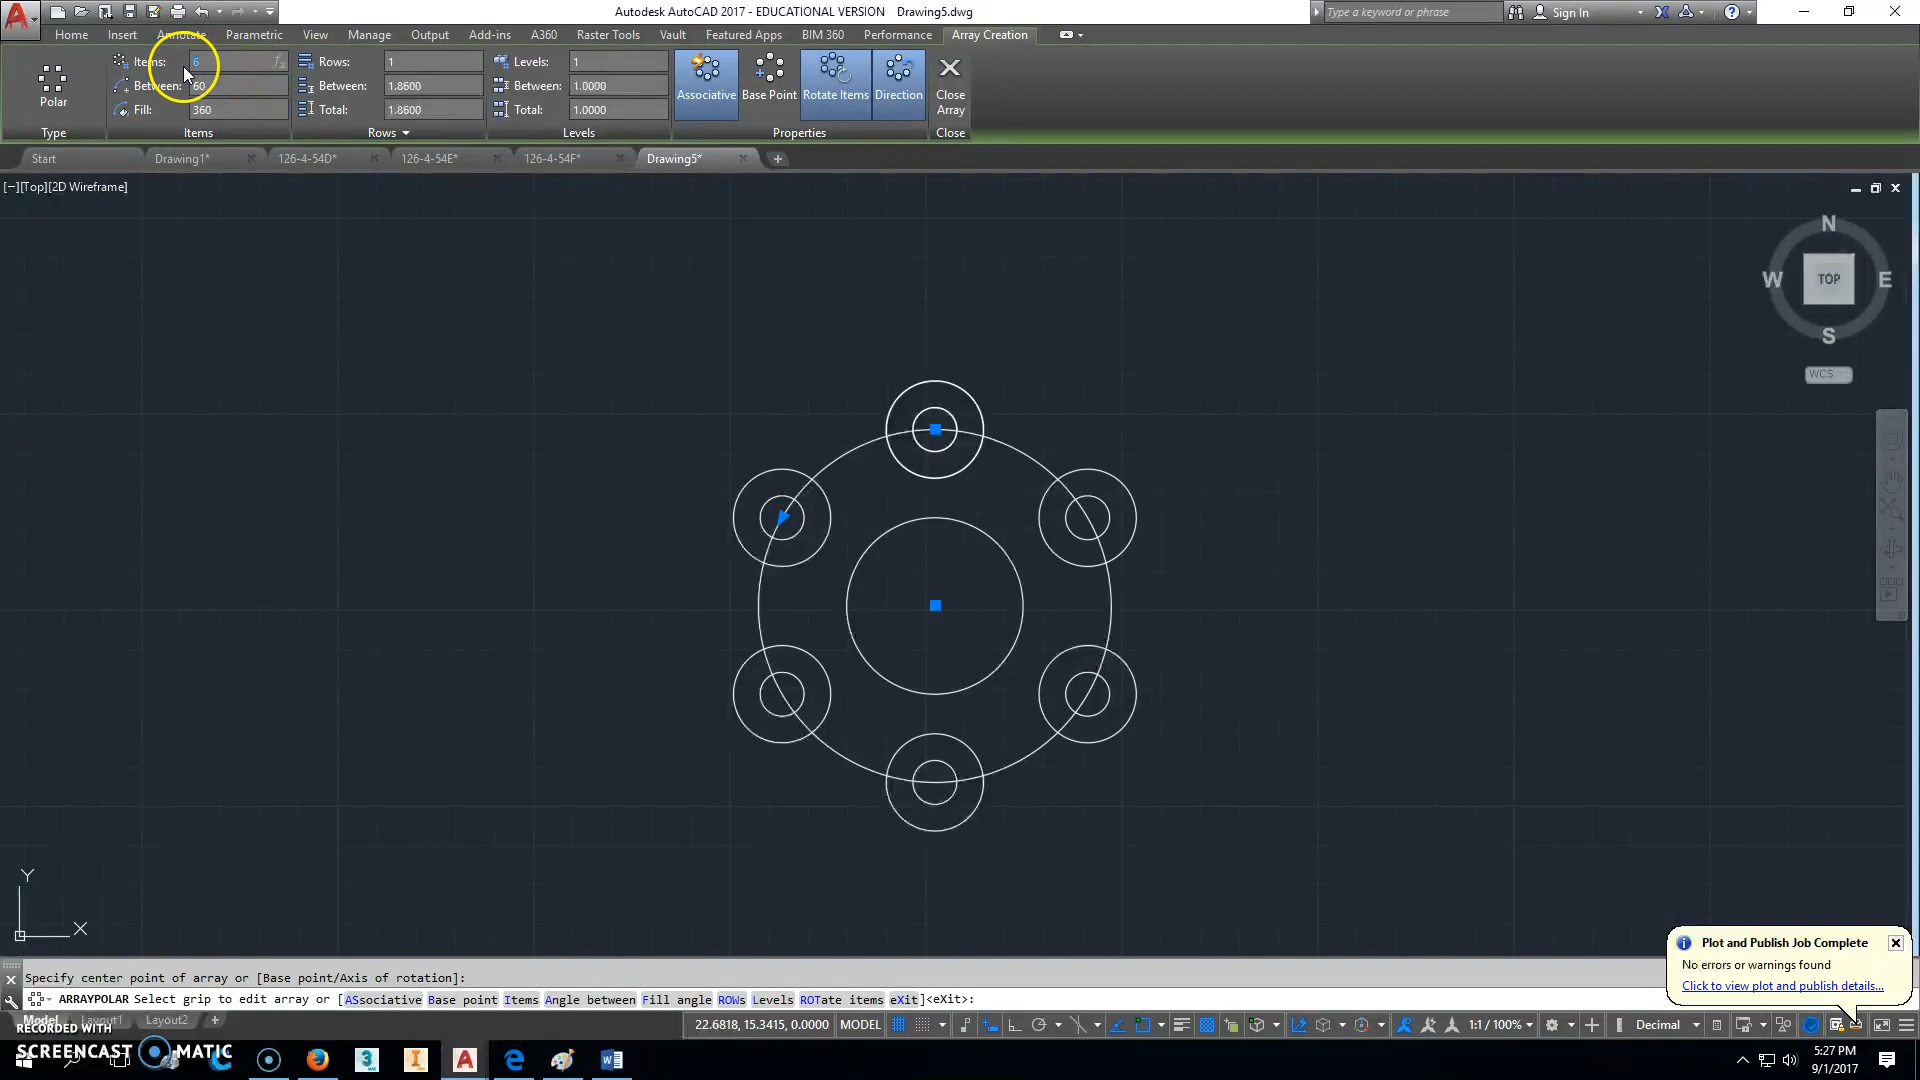 Autodesk AutoCAD 2017 - EDUCATIONAL VERSION Drawing5.dwg
Type a keyword or phrase
Sign In
Home Insert Annotate Parametric View Manage Output Add-ins A360 Raster Tools Vault Featured Apps BIM 360 Performance Array Creation
Items: 6 Rows: 1 Levels: 1
Between: 60 Between: 1.8600 Between: 1.0000
Fill: 360 Total: 1.8600 Total: 1.0000
Polar
Associative Base Point Rotate Items Direction Close Array
Type Items Rows Levels Properties Close
Start Drawing1* 126-4-54D* 126-4-54E* 126-4-54F* Drawing5*
[−][Top][2D Wireframe]
N
W TOP E
S
WCS
Y
X
Plot and Publish Job Complete
No errors or warnings found
Click to view plot and publish details...
Specify center point of array or [Base point/Axis of rotation]:
ARRAYPOLAR Select grip to edit array or [ASsociative Base point Items Angle between Fill angle ROWs Levels ROTate items eXit]<eXit>:
Model Layout1 Layout2 +
22.6818, 15.3415, 0.0000 MODEL 1:1 / 100% Decimal
RECORDED WITH
SCREENCAST MATIC
5:27 PM
9/1/2017